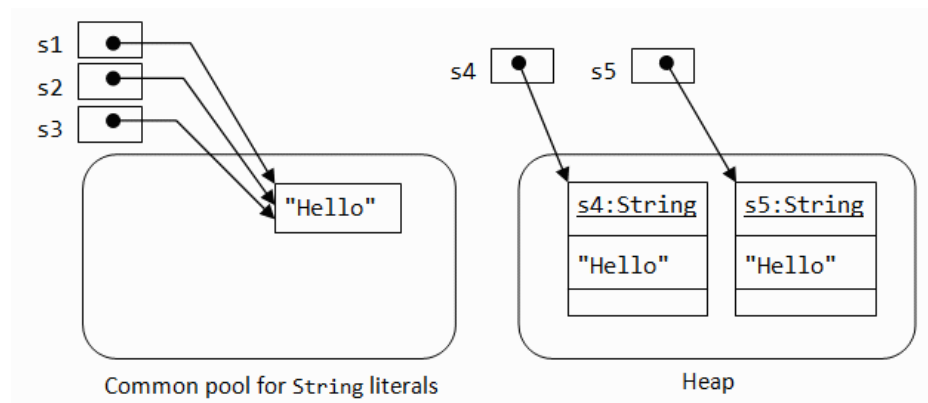 s1
s2
s3
s4
s5
"Hello"
s4:String
s5:String
"Hello"
"Hello"
Common pool for String literals
Heap